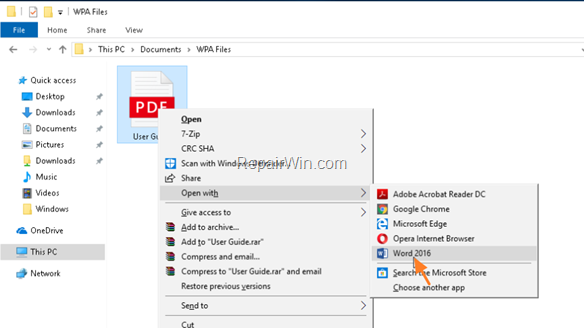 WPA Files
File
Home
Share
View
This PC
Documents
WPA Files
Quick access
Desktop
Downloads
Documents
Pictures
Downloads
Music
Videos
Windows
OneDrive
This PC
Network
PDF
User
Open
7-Zip
CRC SHA
Scan with Windows
RepairWin.com
Share
Open with
Give access to
Add to archive...
Add to "User Guide.rar"
Compress and email...
Compress to "User Guide.rar" and email
Restore previous versions
Send to
Cut
Adobe Acrobat Reader DC
Google Chrome
Microsoft Edge
Opera Internet Browser
Word 2016
Search the Microsoft Store
Choose another app